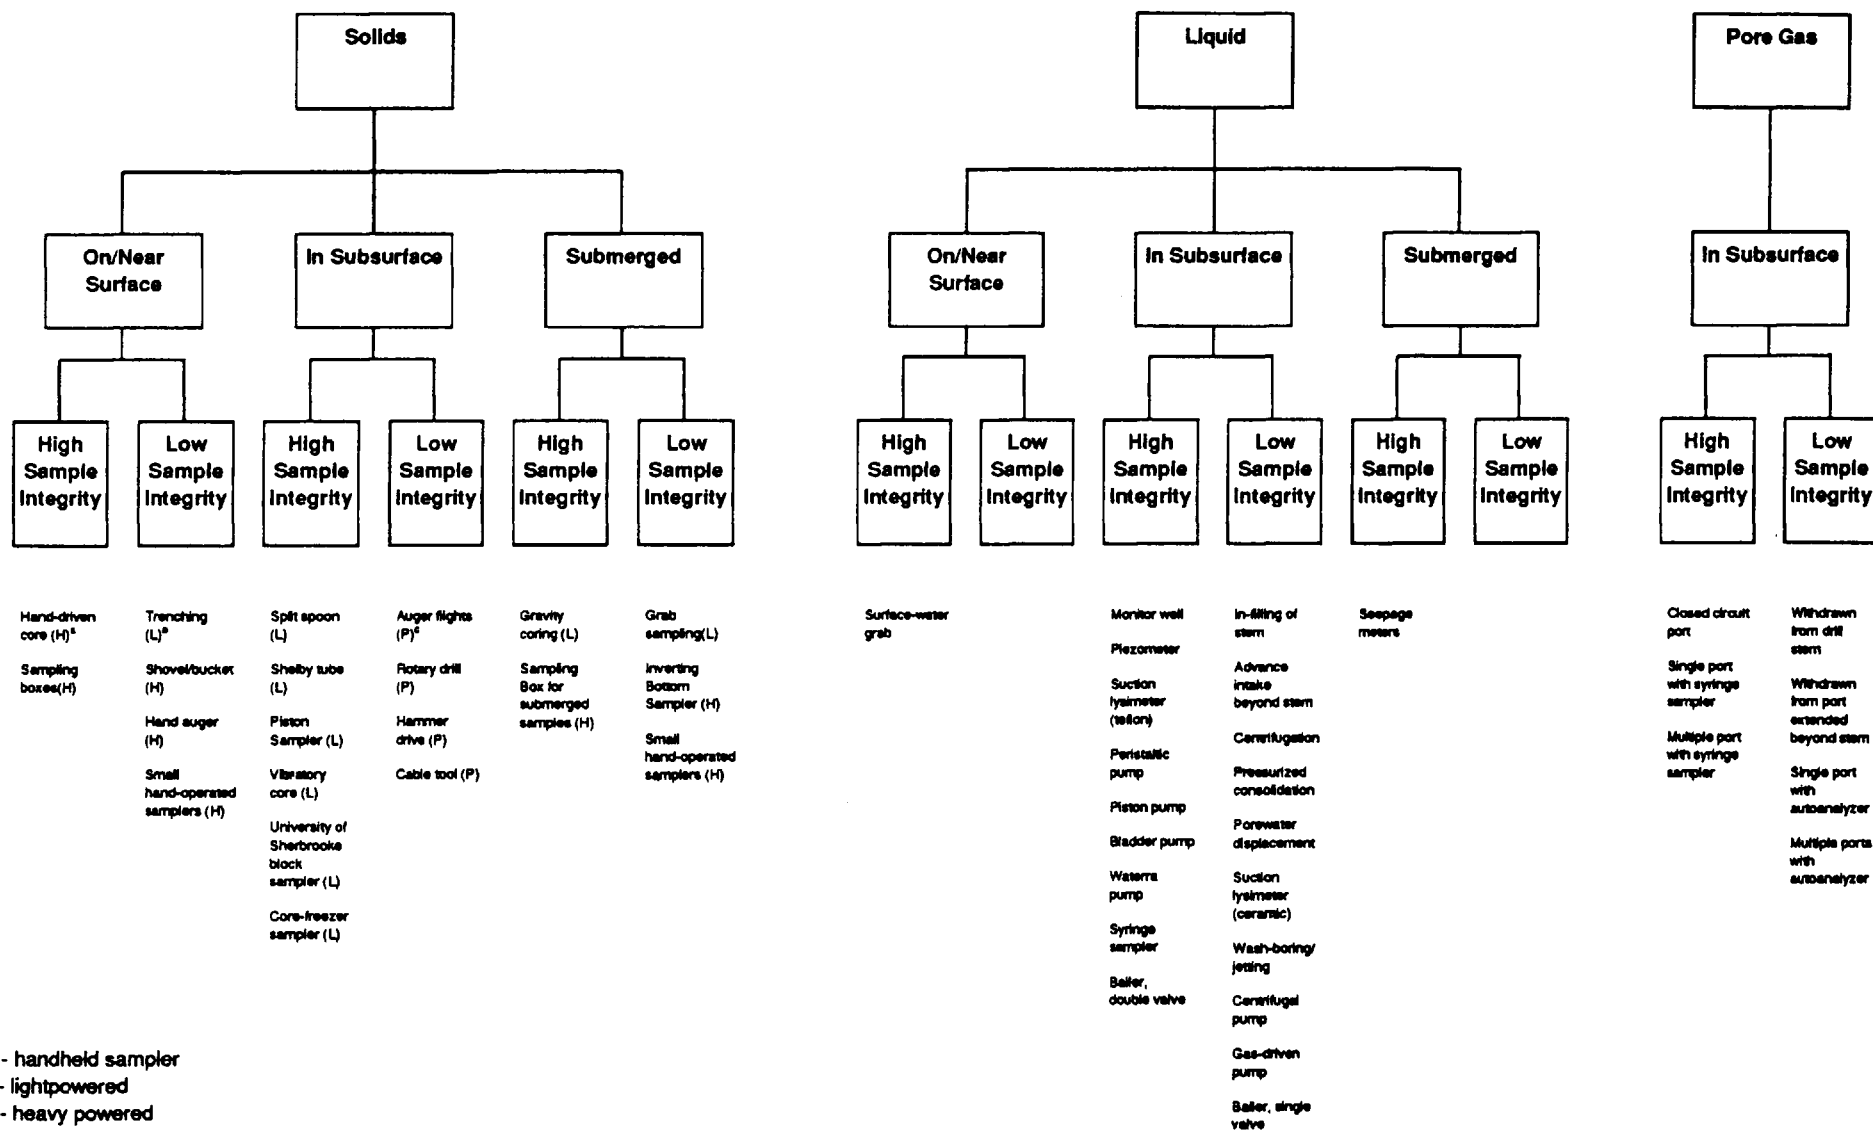 Solids
Liquid
Pore Gas
On/Near
Surface
In Subsurface
Submerged
On/Near
Surface
In Subsurface
Submerged
In Subsurface
High
Sample
Integrity
Low
Sample
Integrity
High
Sample
Integrity
Low
Sample
Integrity
High
Sample
Integrity
Low
Sample
Integrity
High
Sample
Integrity
Low
Sample
Integrity
High
Sample
Integrity
Low
Sample
Integrity
High
Sample
Integrity
Low
Sample
Integrity
High
Sample
Integrity
Low
Sample
Integrity
Hand-driven
core (H)ª
Sampling
boxes(H)
Trenching
(L)
Shovel/bucket
(H)
Hand auger
(H)
Small
hand-operated
samplers (H)
Split spoon
(L)
Shelby tube
(L)
Piston
Sampler (L)
Vibratory
core (L)
University of
Sherbrooke
block
sampler (L)
Core-freezer
sampler (L)
Auger flights
(P)ᶜ
Rotary drill
(P)
Hammer
drive (P)
Cable tool (P)
Gravity
coring (L)
Sampling
Box for
submerged
samples (H)
Grab
sampling(L)
Inverting
Bottom
Sampler (H)
Small
hand-operated
samplers (H)
Surface-water
grab
Monitor well
Piezometer
Suction
lysimeter
(teflon)
Peristaltic
pump
Piston pump
Bladder pump
Waterra
pump
Syringe
sampler
Bailer,
double valve
In-filling of
stem
Advance
intake
beyond stem
Centrifugation
Pressurized
consolidation
Porewater
displacement
Suction
lysimeter
(ceramic)
Wash-boring/
jetting
Centrifugal
pump
Gas-driven
pump
Bailer, single
valve
Seepage
meters
Closed circuit
port
Single port
with syringe
sampler
Multiple port
with syringe
sampler
Withdrawn
from drill
stem
Withdrawn
from port
extended
beyond stem
Single port
with
autoanalyzer
Multiple ports
with
autoanalyzer
- handheld sampler
- lightpowered
- heavy powered